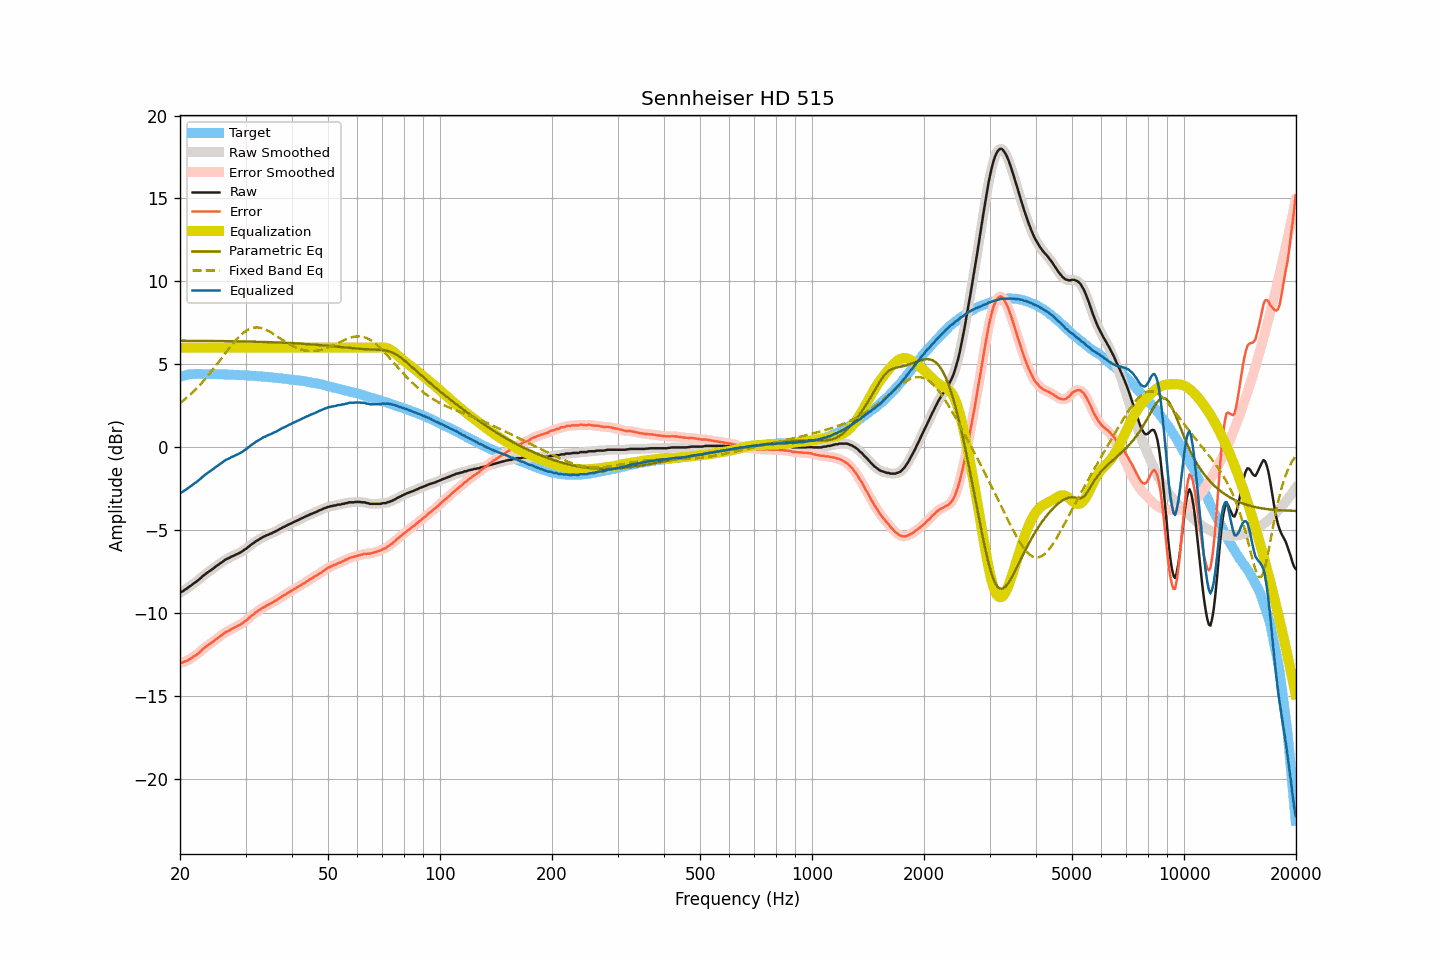 Sennheiser HD 515
20
15
10
5
0
−5
−10
−15
−20
Amplitude (dBr)
Target
Raw Smoothed
Error Smoothed
Raw
Error
Equalization
Parametric Eq
Fixed Band Eq
Equalized
20 50 100 200 500 1000 2000 5000 10000 20000
Frequency (Hz)